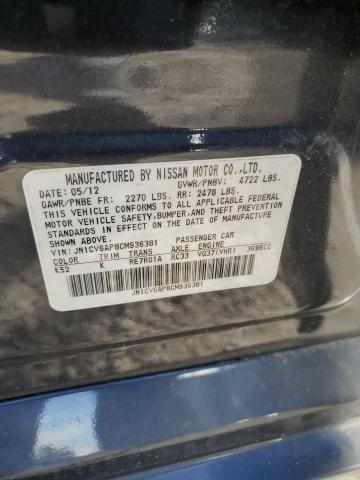 MANUFACTURED BY NISSAN MOTOR CO.,LTD.
DATE: 05/12 GVWR/PNBV: 4722 LBS.
GAWR/PNBE FR: 2270 LBS. RR: 2478 LBS.
THIS VEHICLE CONFORMS TO ALL APPLICABLE FEDERAL
MOTOR VEHICLE SAFETY,BUMPER,AND THEFT PREVENTION
STANDARDS IN EFFECT ON THE DATE OF MANUFACTURE
SHOWN ABOVE.
VIN: JN1CV6AP8CM936381 PASSENGER CAR
COLOR TRIM TRANS AXLE ENGINE
K52 K RE7R01A RC33 VQ37(VHR) 3696CC
JN1CV6AP8CM936381